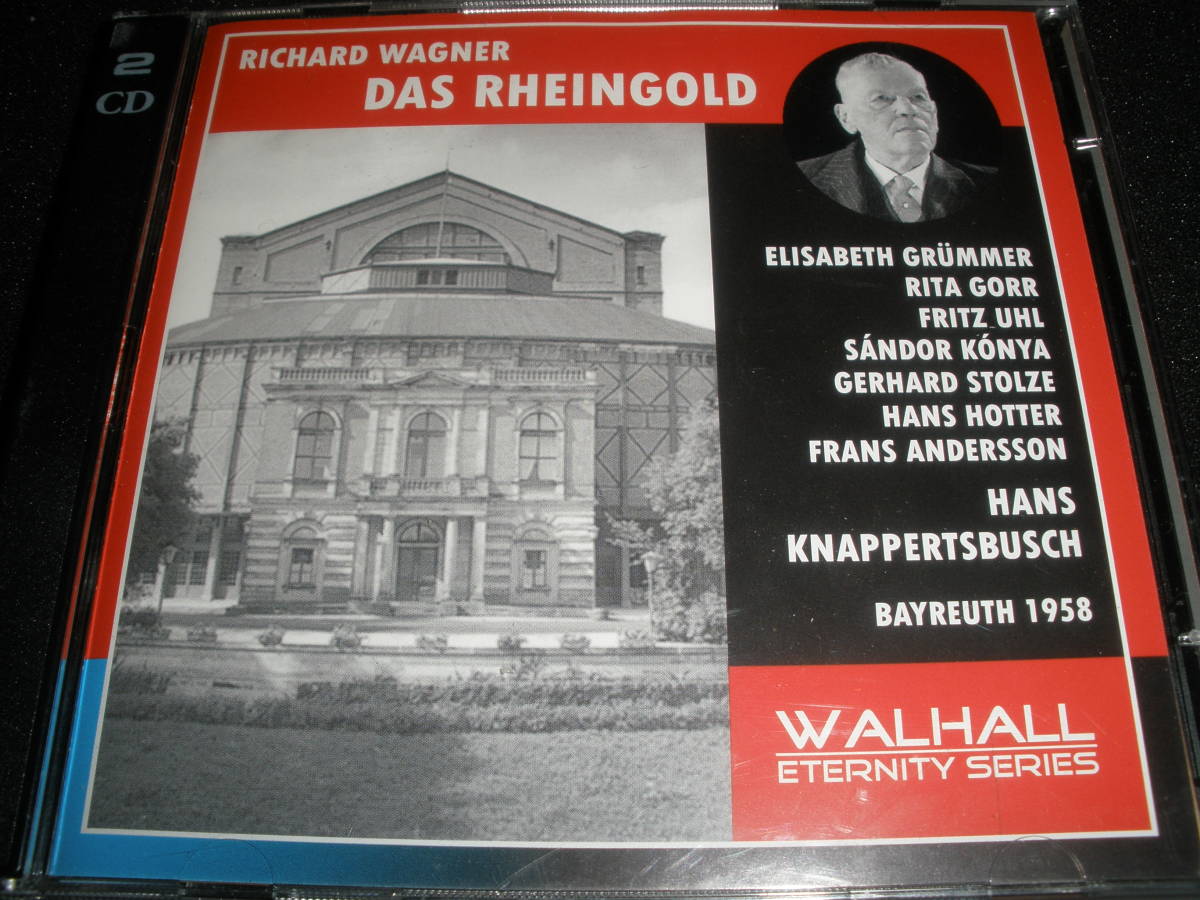 2
CD
RICHARD WAGNER
DAS RHEINGOLD
ELISABETH GRÜMMER
RITA GORR
FRITZ UHL
SÁNDOR KÓNYA
GERHARD STOLZE
HANS HOTTER
FRANS ANDERSSON
HANS
KNAPPERTSBUSCH
BAYREUTH 1958
WALHALL
ETERNITY SERIES